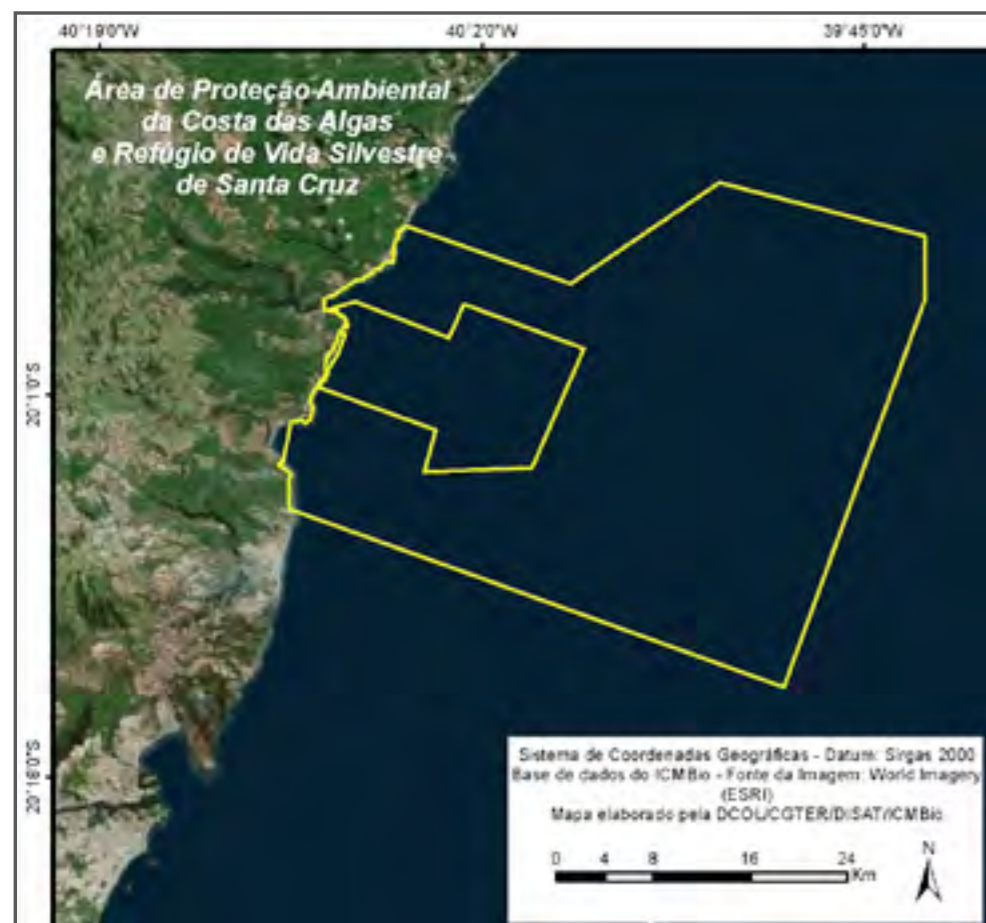 40°19'0"W 40°2'0"W 39°45'0"W
Área de Proteção Ambiental
da Costa das Algas
e Refúgio de Vida Silvestre
de Santa Cruz
20°1'0"S
20°18'0"S
Sistema de Coordenadas Geográficas - Datum: Sirgas 2000
Base de dados do ICMBio - Fonte da Imagem: World Imagery
(ESRI)
Mapa elaborado pela DCOL/CGTER/DISAT/ICMBio
N
0 4 8 16 24
Km